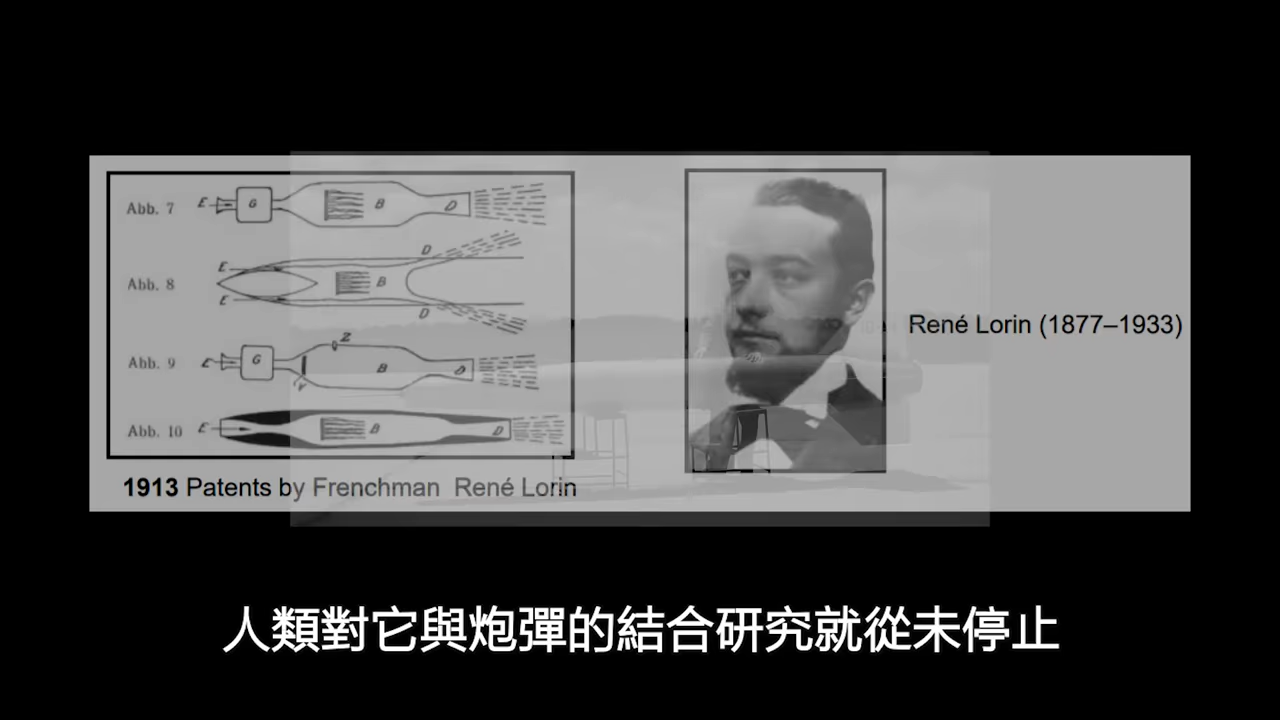 Abb. 7
E
G
B
D
Abb. 8
E
E
B
D
D
Abb. 9
E
G
Z
V
B
D
Abb. 10
E
B
D
1913 Patents by Frenchman René Lorin
René Lorin (1877–1933)
人類對它與炮彈的結合研究就從未停止